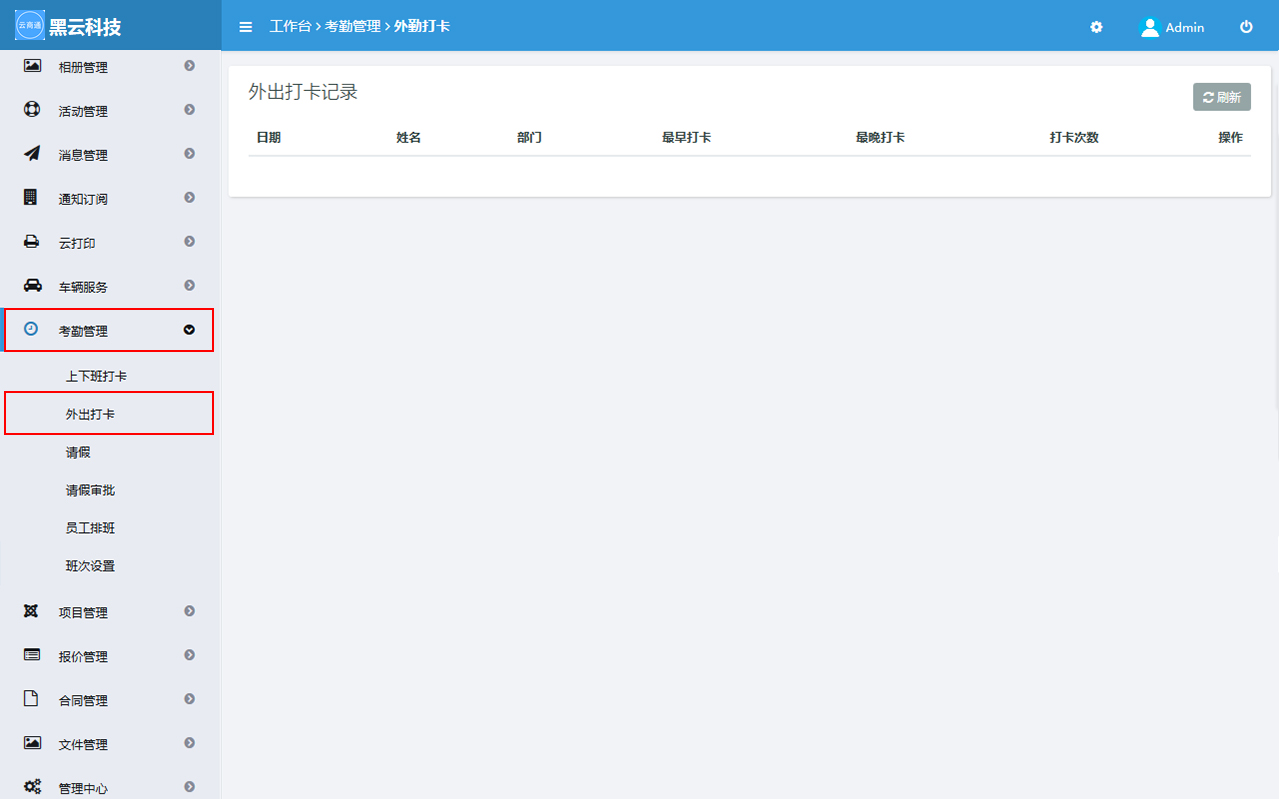 云商通
黑云科技
工作台 > 考勤管理 > 外勤打卡
Admin
相册管理
活动管理
消息管理
通知订阅
云打印
车辆服务
考勤管理
上下班打卡
外出打卡
请假
请假审批
员工排班
班次设置
项目管理
报价管理
合同管理
文件管理
管理中心
外出打卡记录
刷新
日期 姓名 部门 最早打卡 最晚打卡 打卡次数 操作